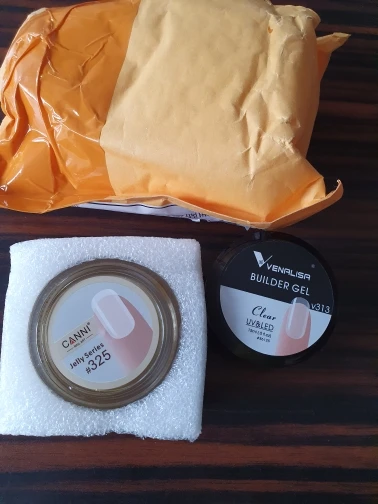 VENALISA
BUILDER GEL
V313
Clear
UV&LED
CANNI
Jelly Series
#325